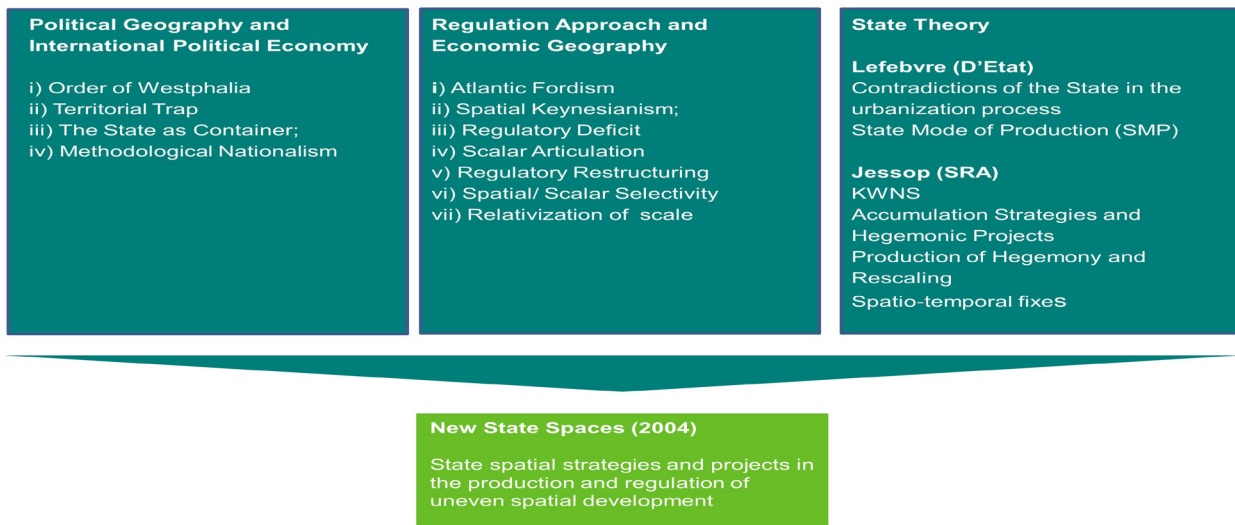 Political Geography and
International Political Economy
i) Order of Westphalia
ii) Territorial Trap
iii) The State as Container;
iv) Methodological Nationalism
Regulation Approach and
Economic Geography
i) Atlantic Fordism
ii) Spatial Keynesianism;
iii) Regulatory Deficit
iv) Scalar Articulation
v) Regulatory Restructuring
vi) Spatial/ Scalar Selectivity
vii) Relativization of scale
State Theory
Lefebvre (D’Etat)
Contradictions of the State in the
urbanization process
State Mode of Production (SMP)
Jessop (SRA)
KWNS
Accumulation Strategies and
Hegemonic Projects
Production of Hegemony and
Rescaling
Spatio-temporal fixes
New State Spaces (2004)
State spatial strategies and projects in
the production and regulation of
uneven spatial development